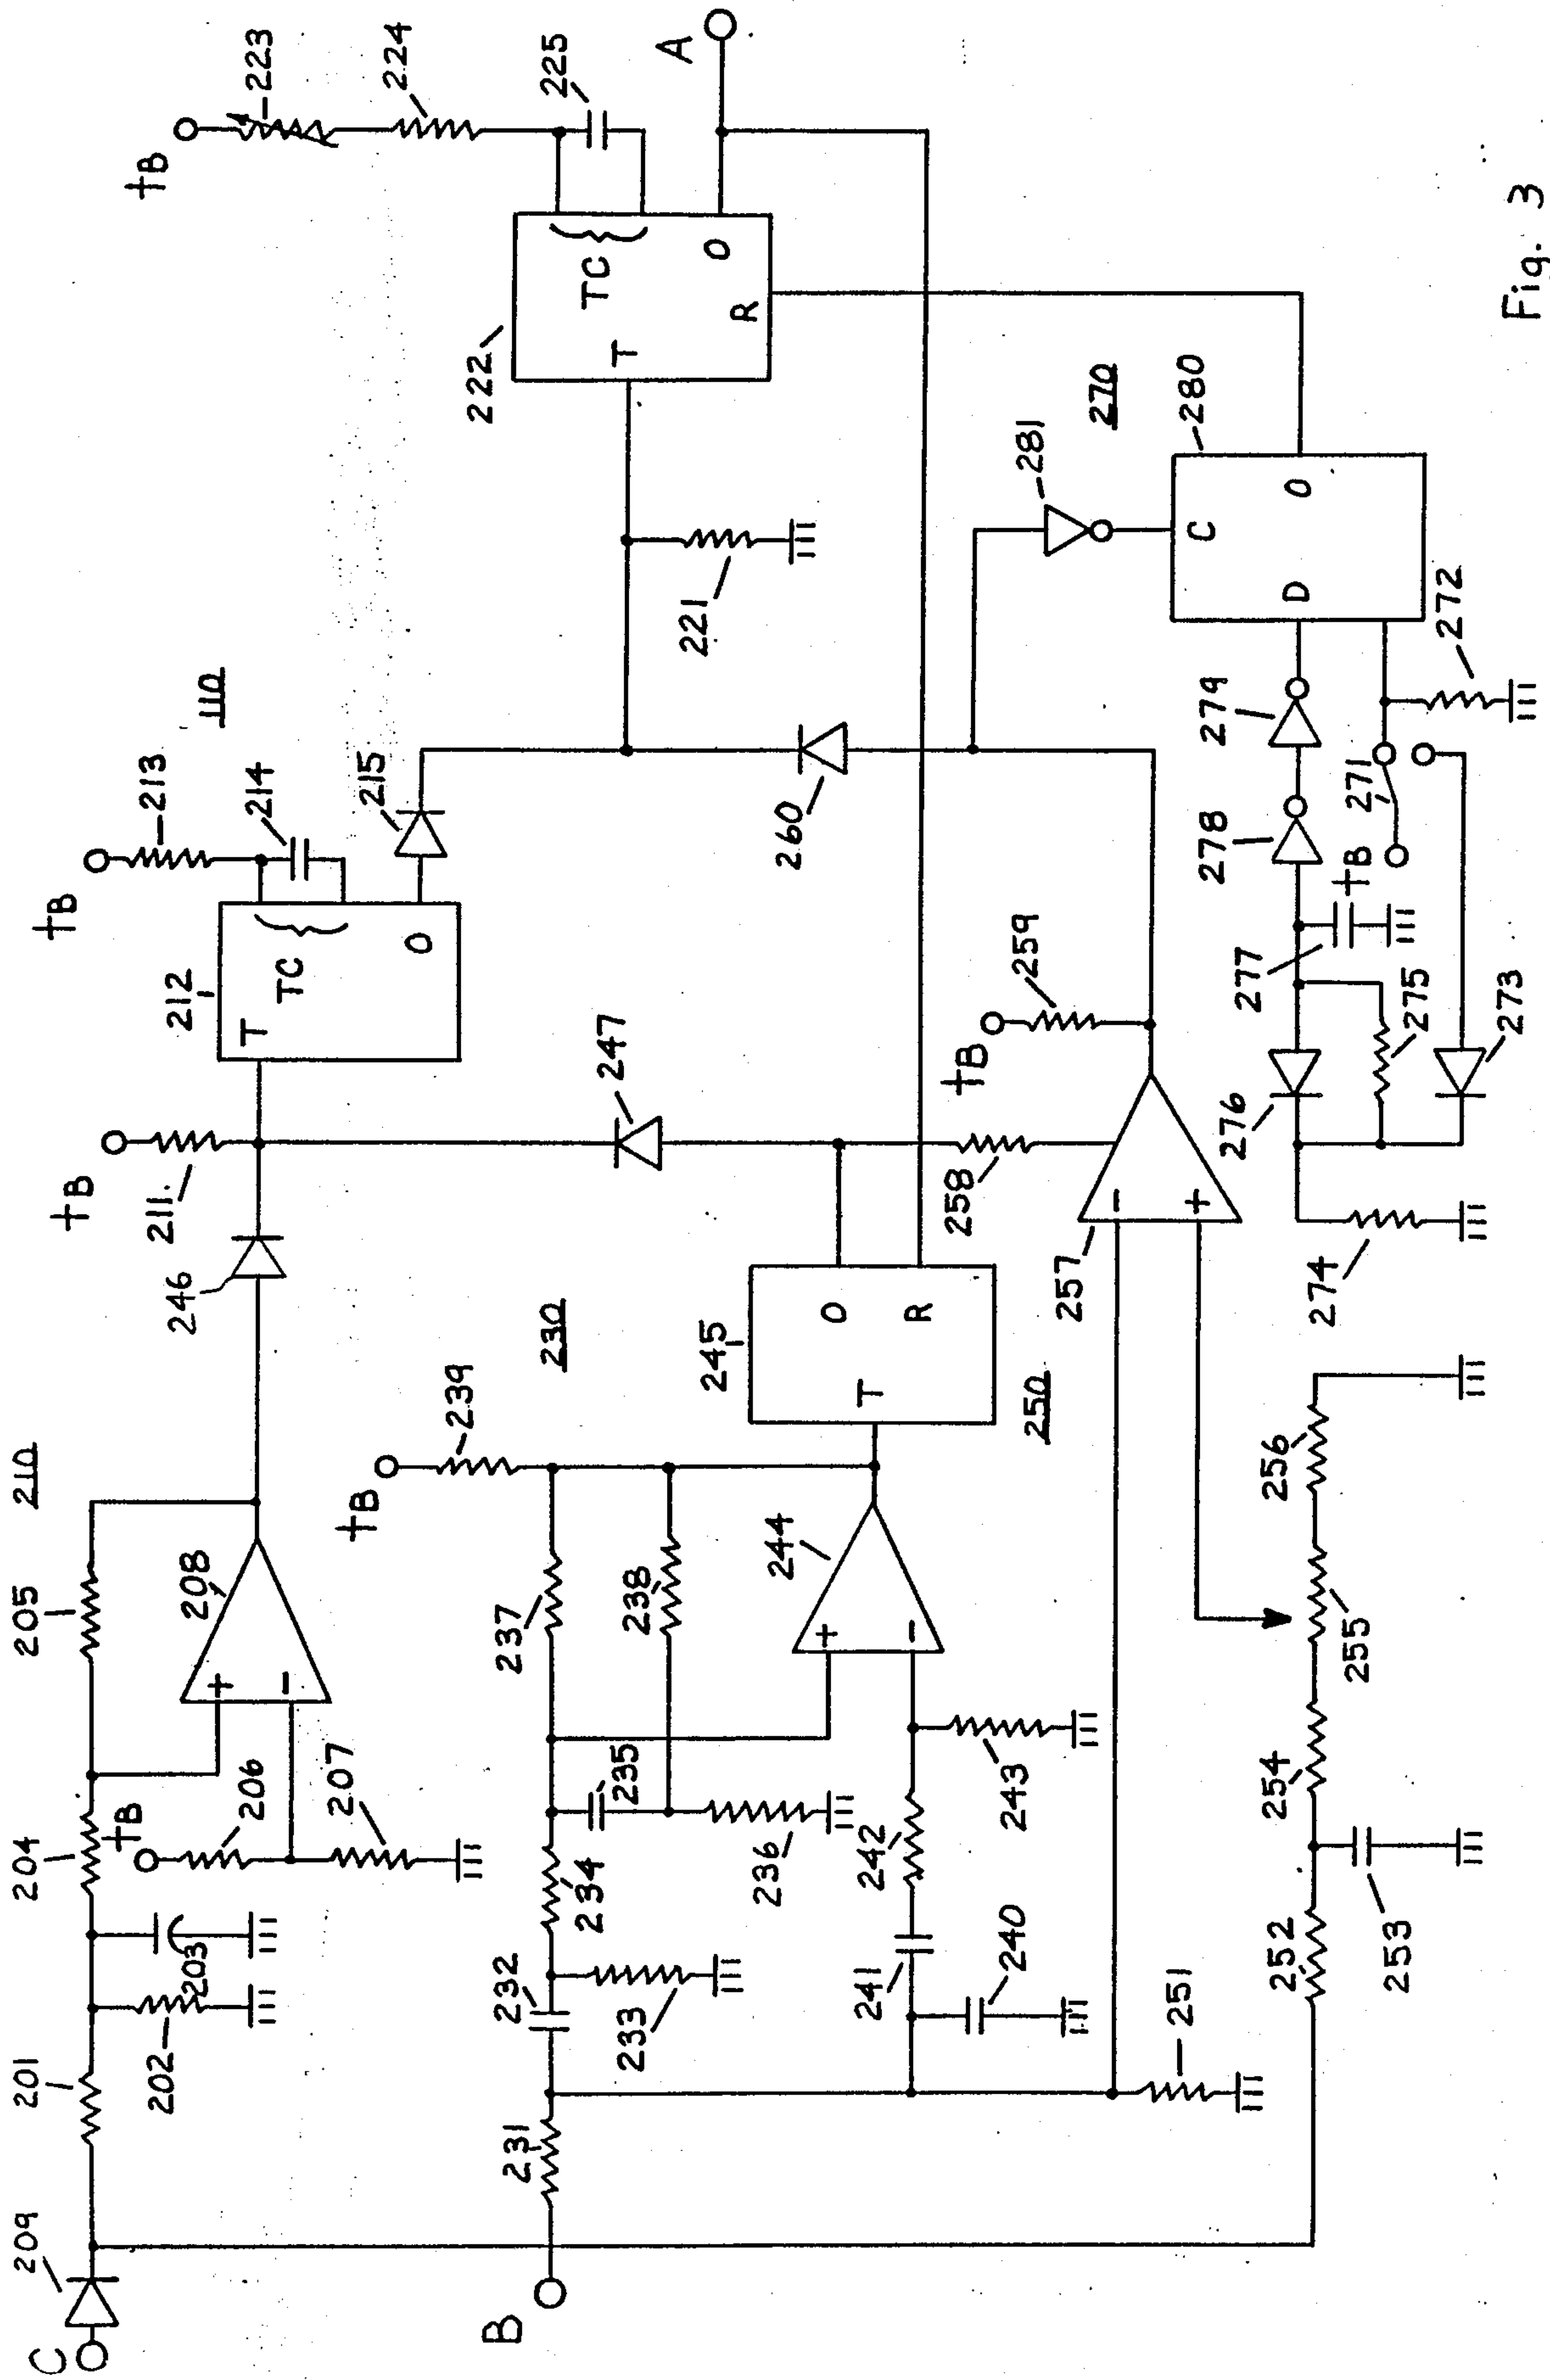 C
209
201
202
203
204
+B
206
207
205
+
-
208
210
246
211
+B
T
212
TC
O
+B
213
214
215
110
B
231
232
233
234
235
236
237
238
239
+B
230
240
241
242
243
+
-
244
T
245
O
R
247
250
251
252
253
254
255
256
-
+
257
258
259
+B
260
221
T
222
TC
R
O
+B
223
224
225
A
270
274
276
275
273
277
+B
278
271
279
272
D
C
O
280
281
Fig. 3